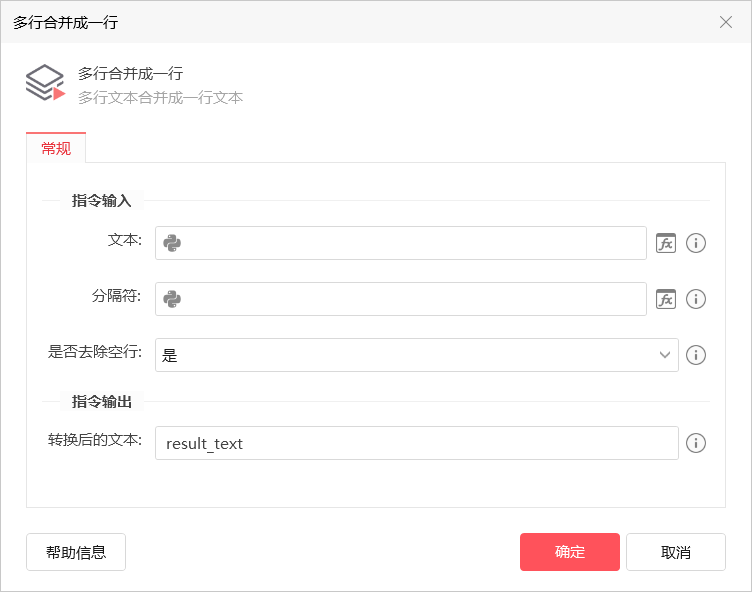 多行合并成一行
多行合并成一行
多行文本合并成一行文本
常规
指令输入
文本:
fx
分隔符:
fx
是否去除空行:
是
指令输出
转换后的文本:
result_text
帮助信息
确定
取消